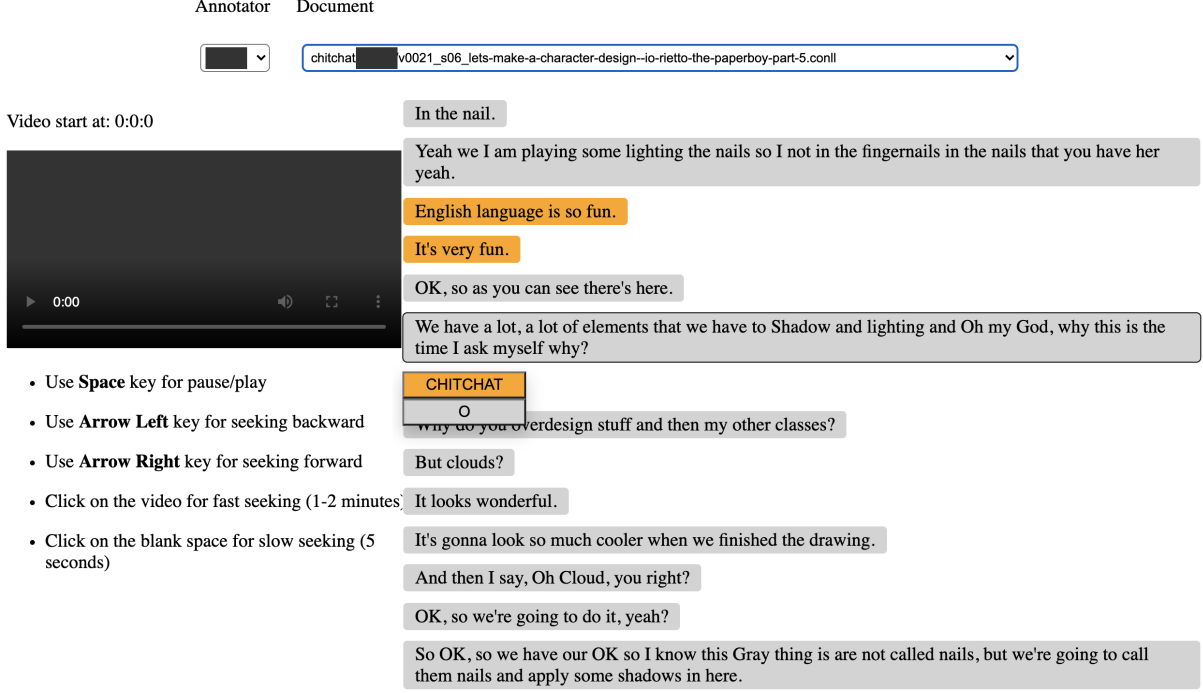 Annotator Document
chitchat /v0021_s06_lets-make-a-character-design--io-rietto-the-paperboy-part-5.conll
Video start at: 0:0:0
0:00
Use Space key for pause/play
Use Arrow Left key for seeking backward
Use Arrow Right key for seeking forward
Click on the video for fast seeking (1-2 minutes)
Click on the blank space for slow seeking (5
seconds)
In the nail.
Yeah we I am playing some lighting the nails so I not in the fingernails in the nails that you have her
yeah.
English language is so fun.
It's very fun.
OK, so as you can see there's here.
We have a lot, a lot of elements that we have to Shadow and lighting and Oh my God, why this is the
time I ask myself why?
CHITCHAT
O
Why do you overdesign stuff and then my other classes?
But clouds?
It looks wonderful.
It's gonna look so much cooler when we finished the drawing.
And then I say, Oh Cloud, you right?
OK, so we're going to do it, yeah?
So OK, so we have our OK so I know this Gray thing is are not called nails, but we're going to call
them nails and apply some shadows in here.